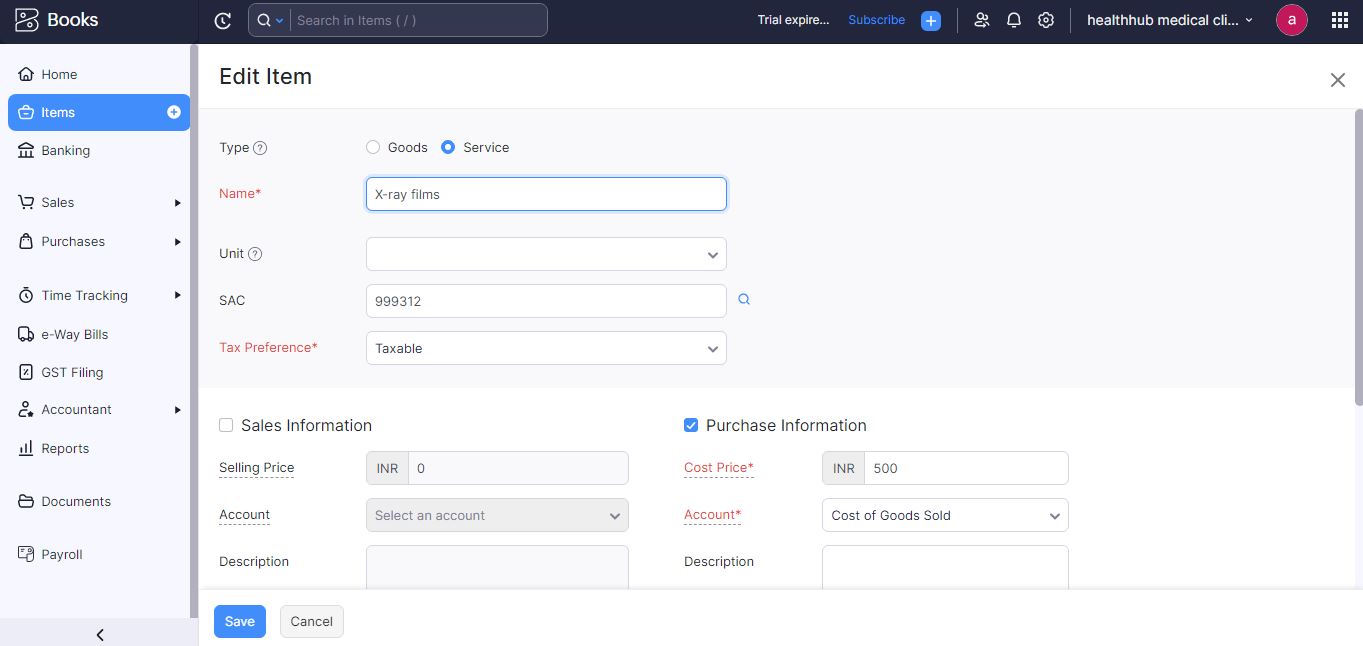 Books
Search in Items ( / )
Trial expire...
Subscribe
healthhub medical cli...
a
Home
Items
Banking
Sales
Purchases
Time Tracking
e-Way Bills
GST Filing
Accountant
Reports
Documents
Payroll
Edit Item
Type ?
Goods
Service
Name*
X-ray films
Unit ?
SAC
999312
Tax Preference*
Taxable
Sales Information
Selling Price
INR
0
Account
Select an account
Description
Purchase Information
Cost Price*
INR
500
Account*
Cost of Goods Sold
Description
Save
Cancel